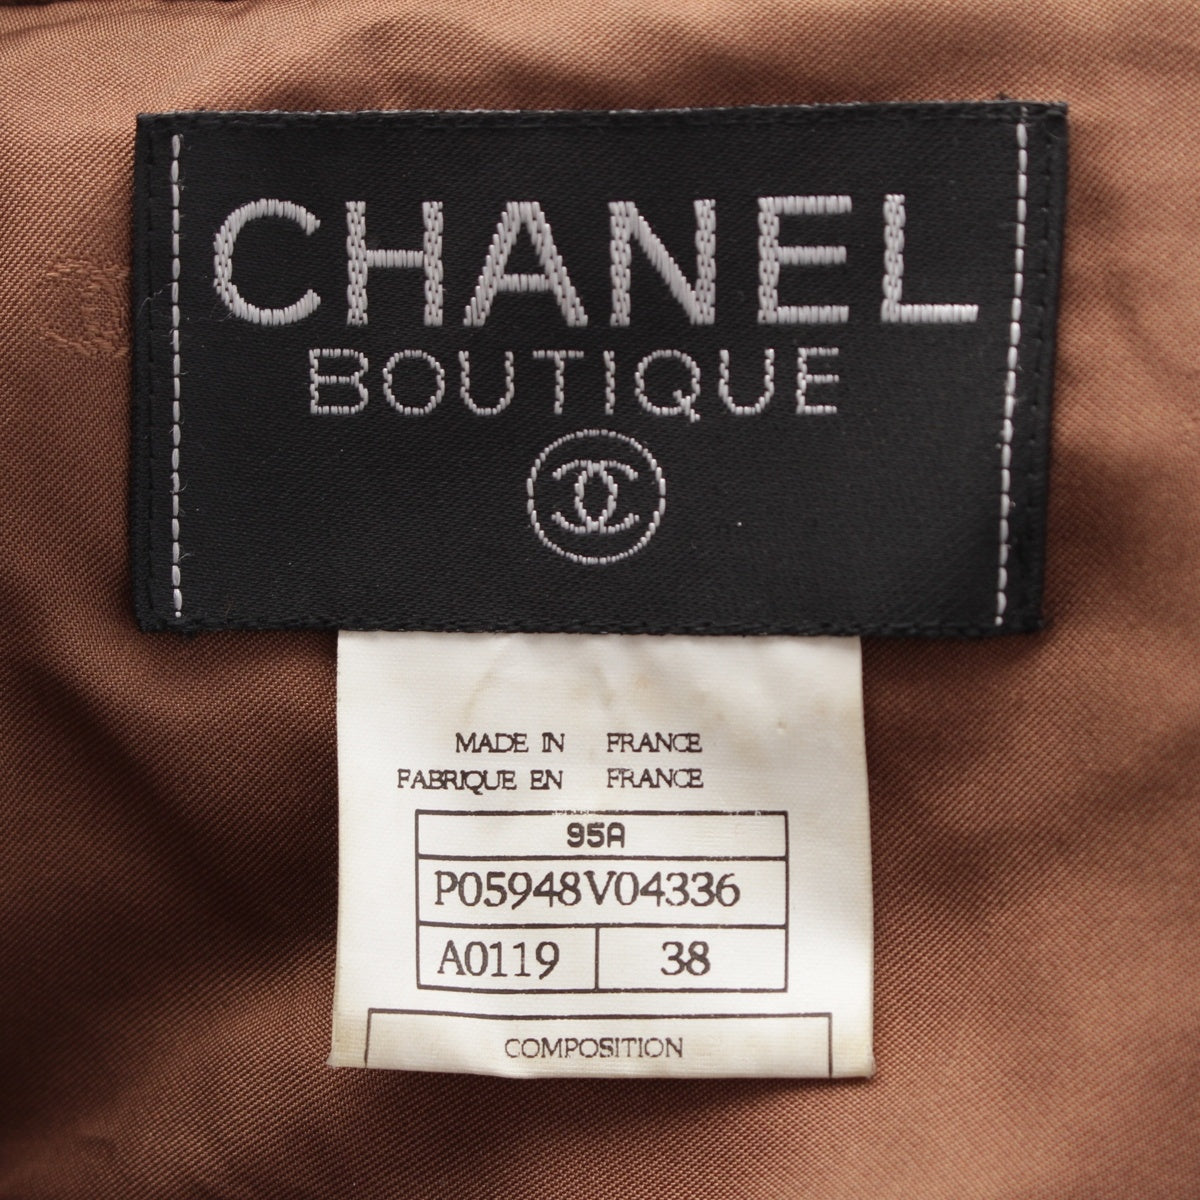 CHANEL
BOUTIQUE
MADE IN FRANCE
FABRIQUE EN FRANCE
95A
P05948V04336
A0119 38
COMPOSITION